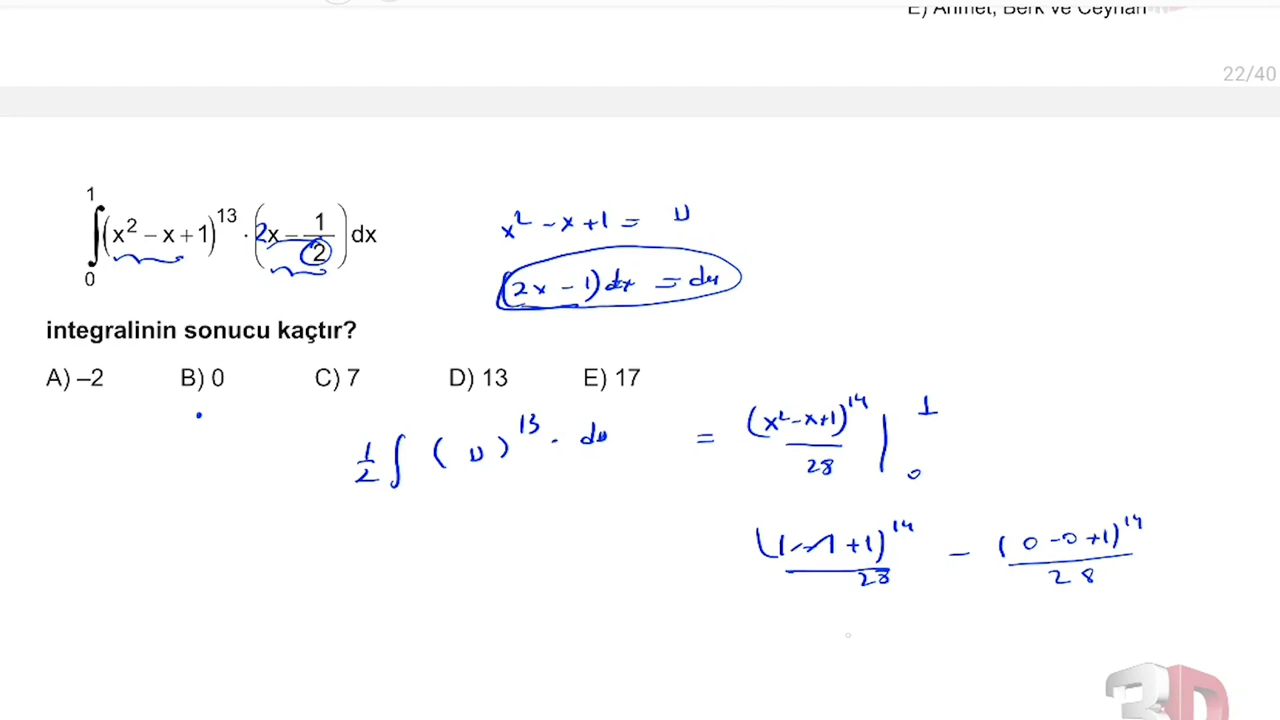 E) Ahmet, Berk ve Ceyhan
22/40
∫₀¹ (x² – x + 1)¹³ · (2x – 1/2) dx
x² – x + 1 = u
(2x – 1)dx = du
integralinin sonucu kaçtır?
A) –2 B) 0 C) 7 D) 13 E) 17
1/2 ∫ (u)¹³ · du = (x²-x+1)¹⁴/28 |₀¹
(1-1+1)¹⁴/28 – (0-0+1)¹⁴/28
3D